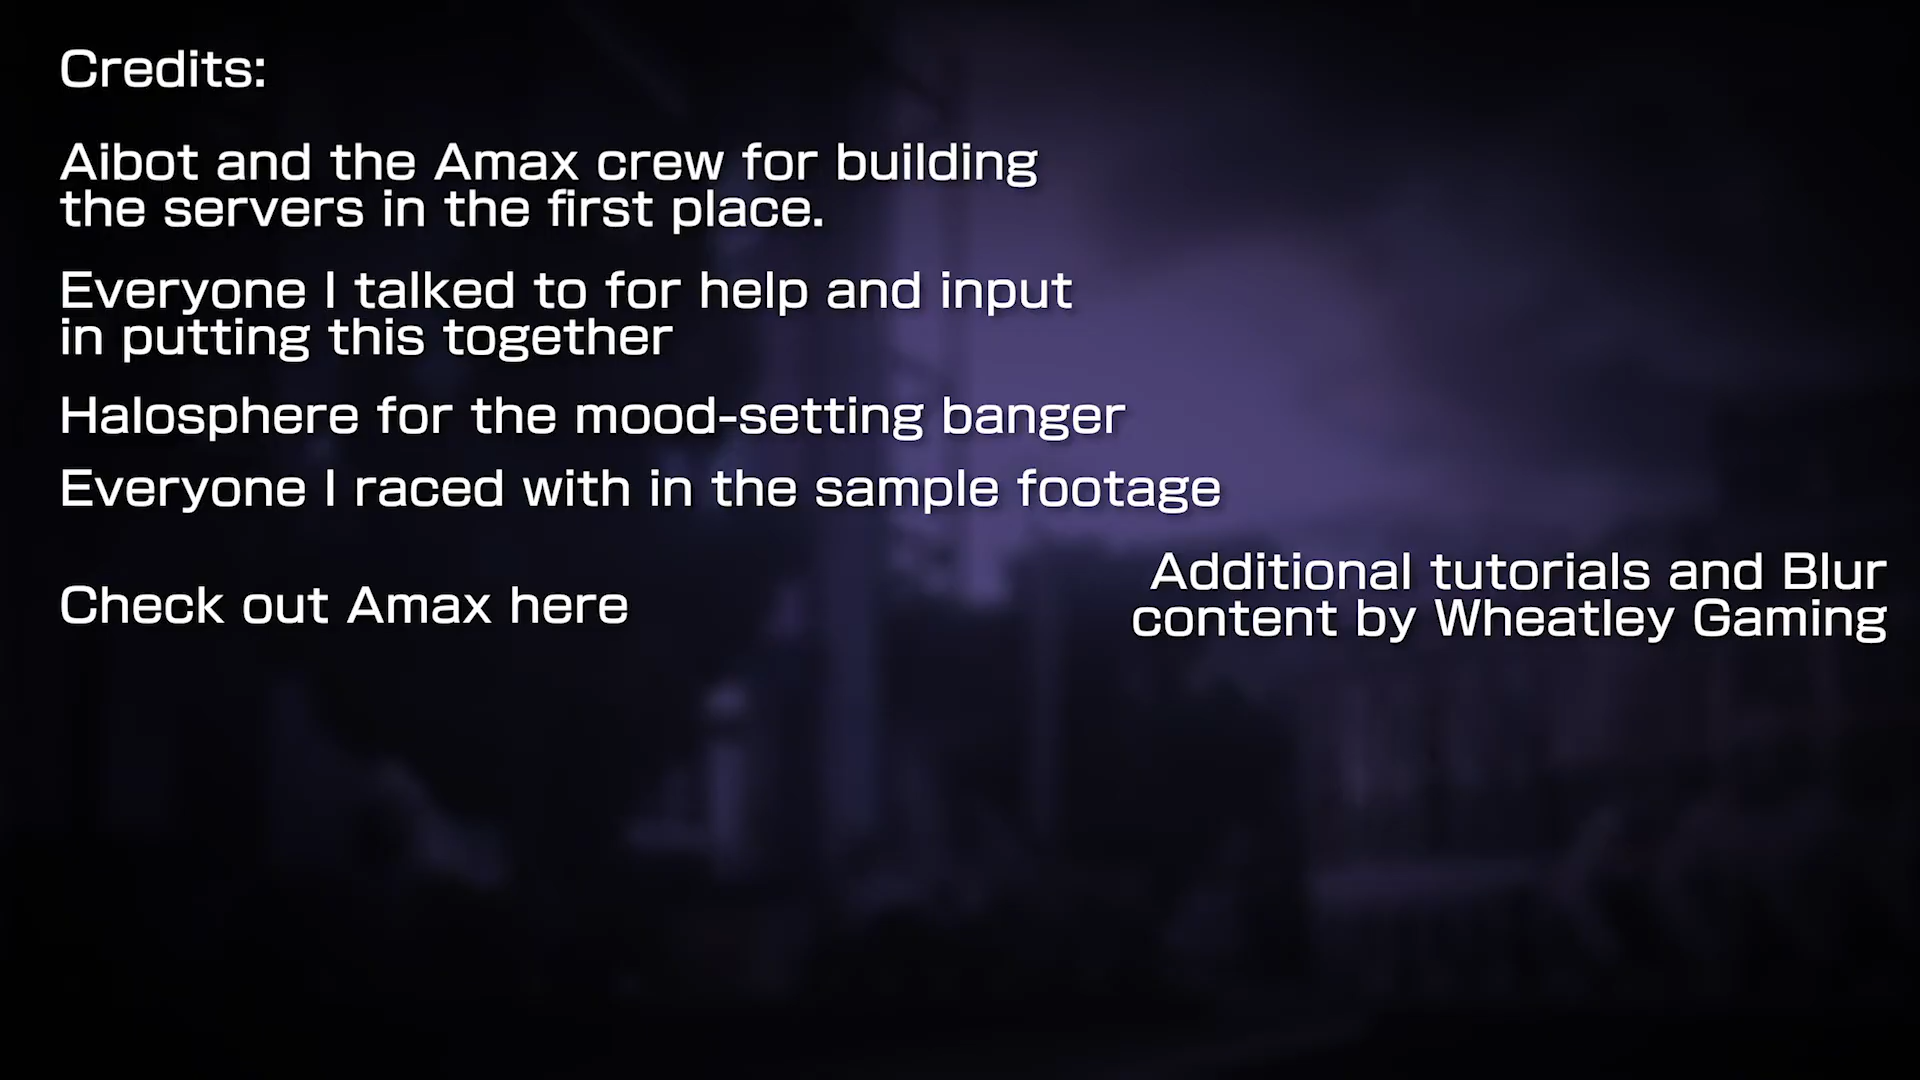 Credits:
Aibot and the Amax crew for building
the servers in the first place.
Everyone I talked to for help and input
in putting this together
Halosphere for the mood-setting banger
Everyone I raced with in the sample footage
Check out Amax here
Additional tutorials and Blur
content by Wheatley Gaming